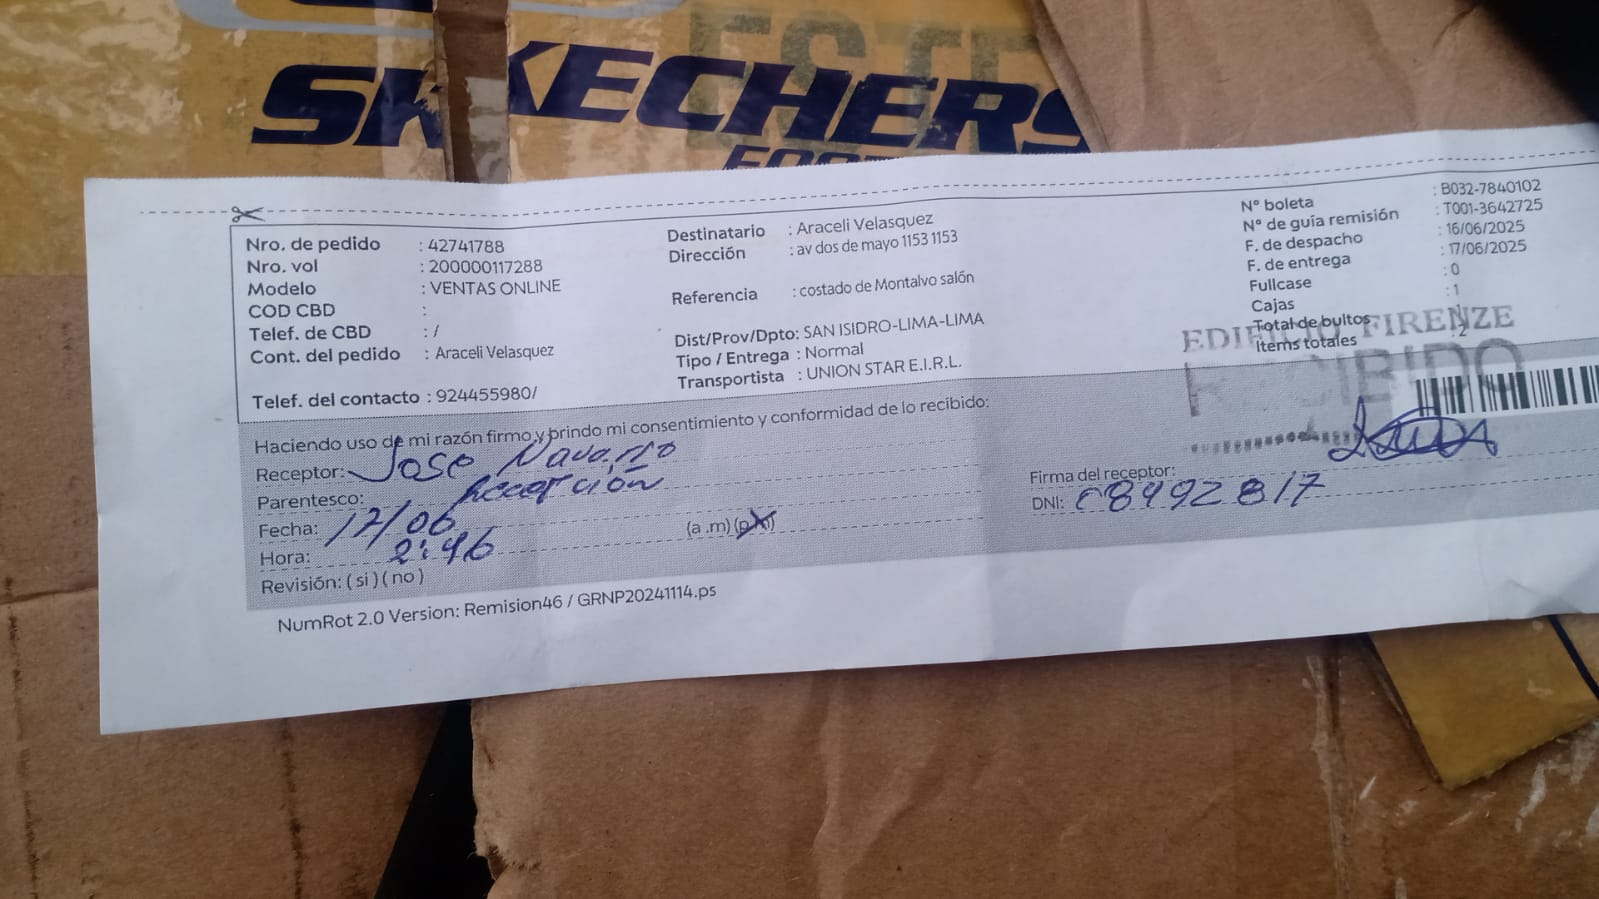 SKECHERS
Nro. de pedido : 42741788
Nro. vol : 200000117288
Modelo : VENTAS ONLINE
COD CBD :
Telef. de CBD : /
Cont. del pedido : Araceli Velasquez
Telef. del contacto : 924455980/
Destinatario : Araceli Velasquez
Dirección : av dos de mayo 1153 1153
Referencia : costado de Montalvo salón
Dist/Prov/Dpto: SAN ISIDRO-LIMA-LIMA
Tipo / Entrega : Normal
Transportista : UNION STAR E.I.R.L.
N° boleta : B032-7840102
N° de guía remisión : T001-3642725
F. de despacho : 16/06/2025
F. de entrega : 17/06/2025
Fullcase : 0
Cajas : 1
Total de bultos
Items totales : 2
EDIFICIO FIRENZE
RECIBIDO
Haciendo uso de mi razón firmo y brindo mi consentimiento y conformidad de lo recibido:
Receptor: Jose
Parentesco: Recepción
Fecha: 17/06
Hora: 2:46 (a .m) (p.m)
Revisión: ( si ) ( no )
Firma del receptor:
DNI: 08492817
NumRot 2.0 Version: Remision46 / GRNP20241114.ps